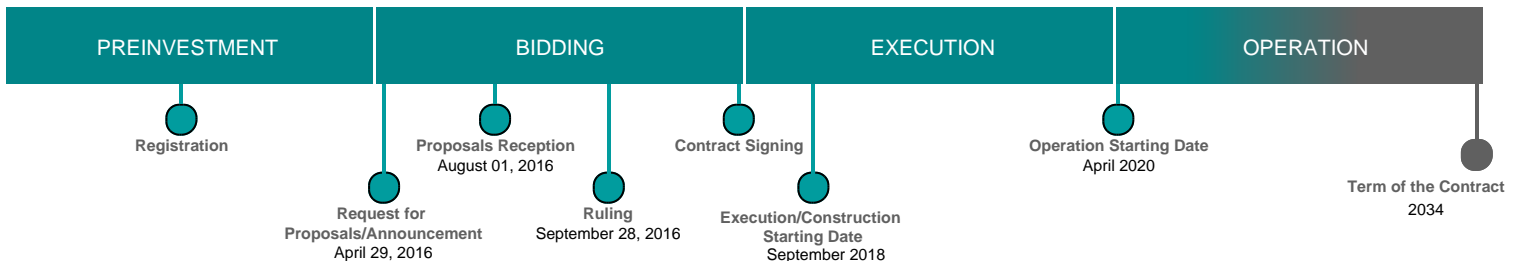 PREINVESTMENT
BIDDING
EXECUTION
OPERATION
Registration
Request for
Proposals/Announcement
April 29, 2016
Proposals Reception
August 01, 2016
Ruling
September 28, 2016
Contract Signing
Execution/Construction
Starting Date
September 2018
Operation Starting Date
April 2020
Term of the Contract
2034